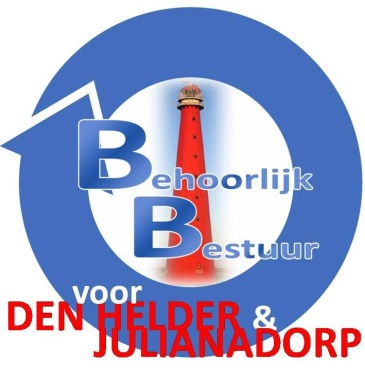 Behoorlijk
Bestuur
voor
DEN HELDER &
JULIANADORP